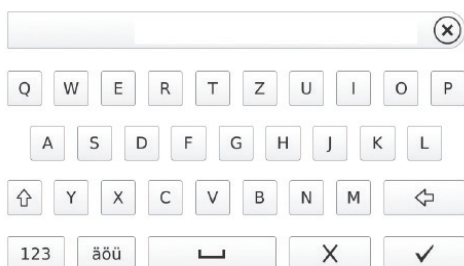 Q W E R T Z U I O P
A S D F G H J K L
Y X C V B N M
123 äöü